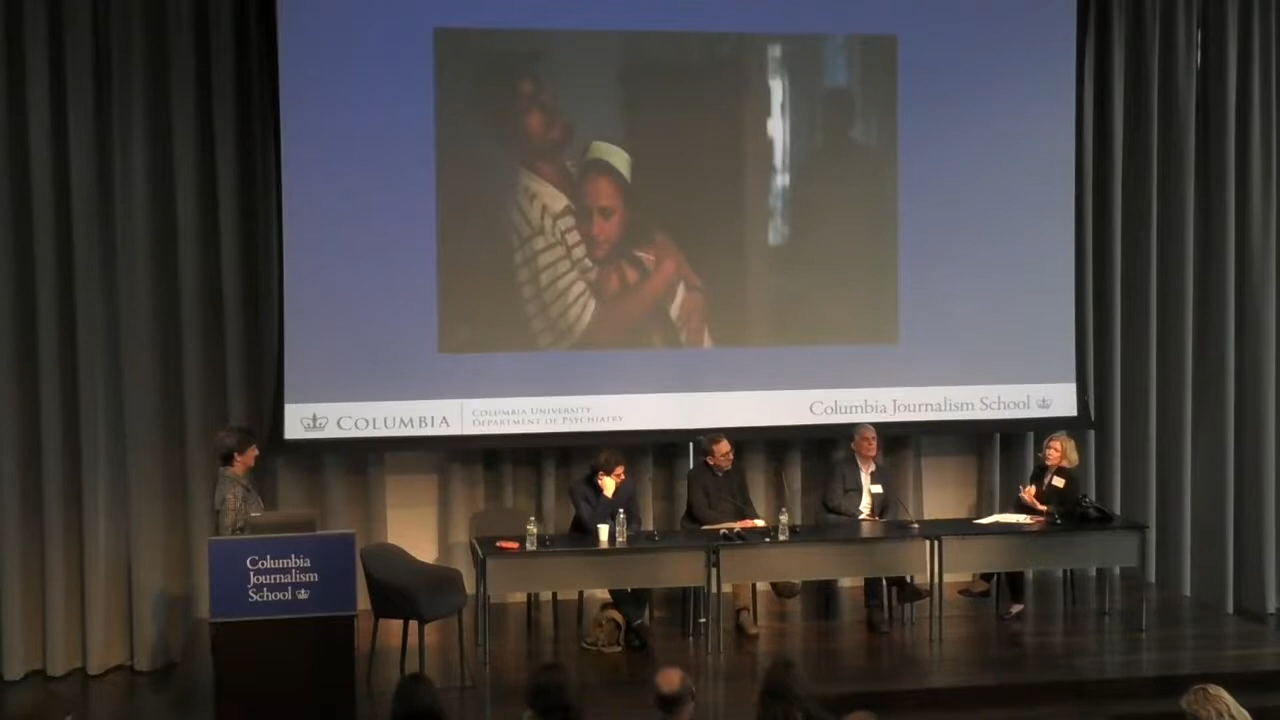 COLUMBIA
COLUMBIA UNIVERSITY
DEPARTMENT OF PSYCHIATRY
Columbia Journalism School
Columbia
Journalism
School